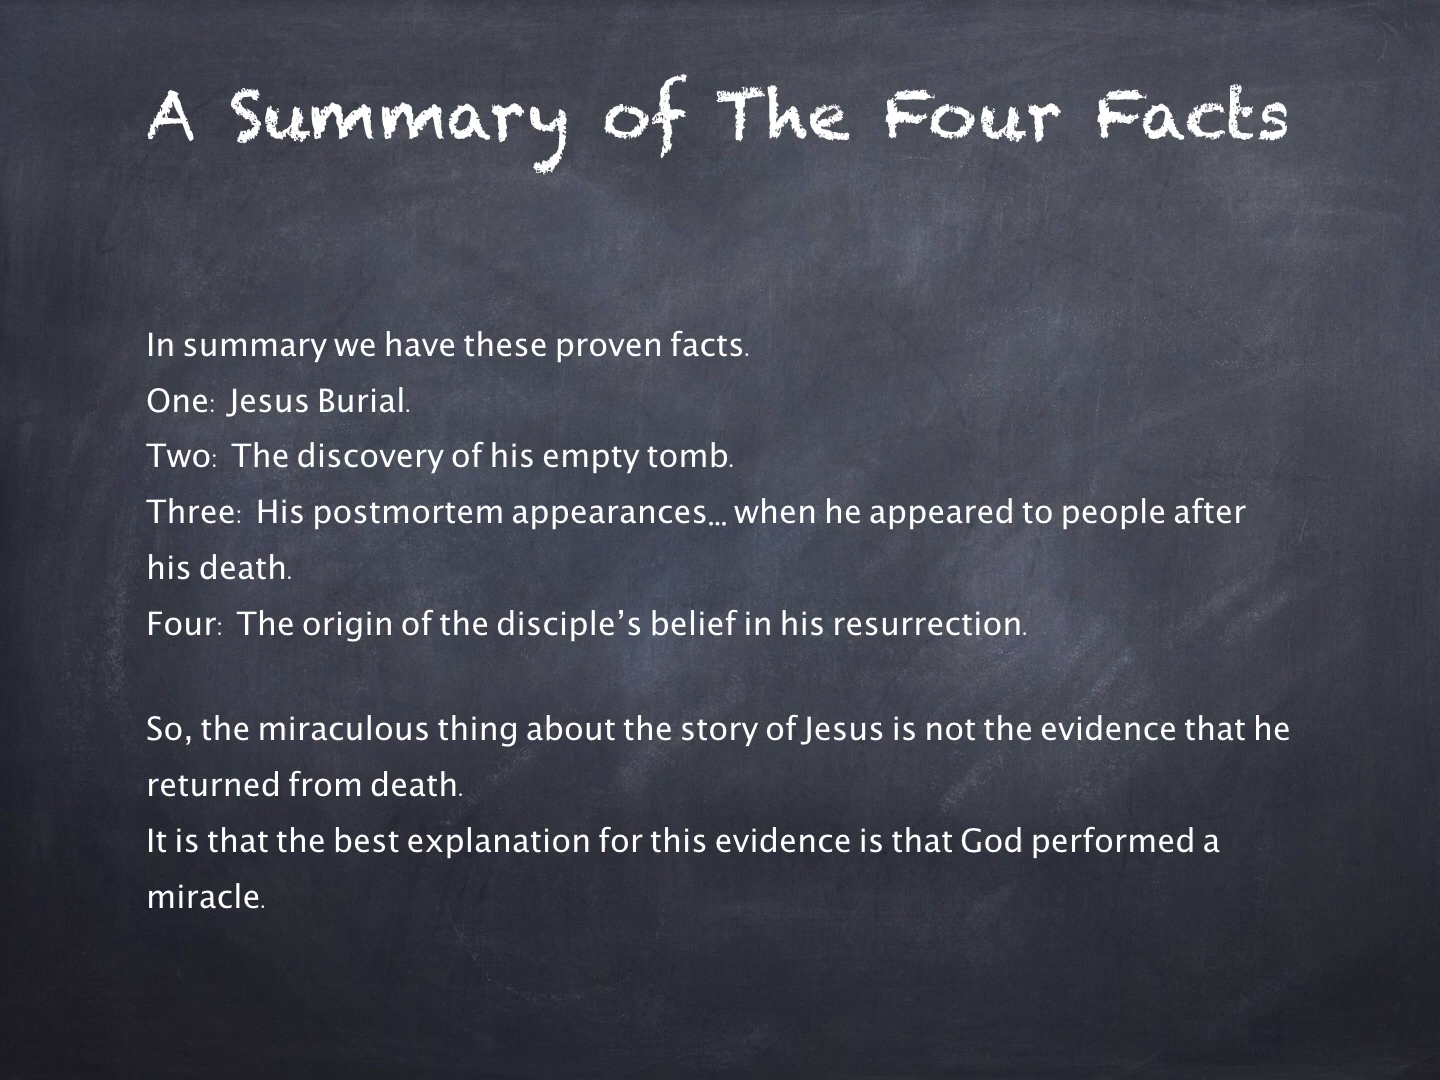 A Summary of The Four Facts
In summary we have these proven facts.
One:  Jesus Burial.
Two:  The discovery of his empty tomb.
Three:  His postmortem appearances... when he appeared to people after
his death.
Four:  The origin of the disciple’s belief in his resurrection.
So, the miraculous thing about the story of Jesus is not the evidence that he
returned from death.
It is that the best explanation for this evidence is that God performed a
miracle.